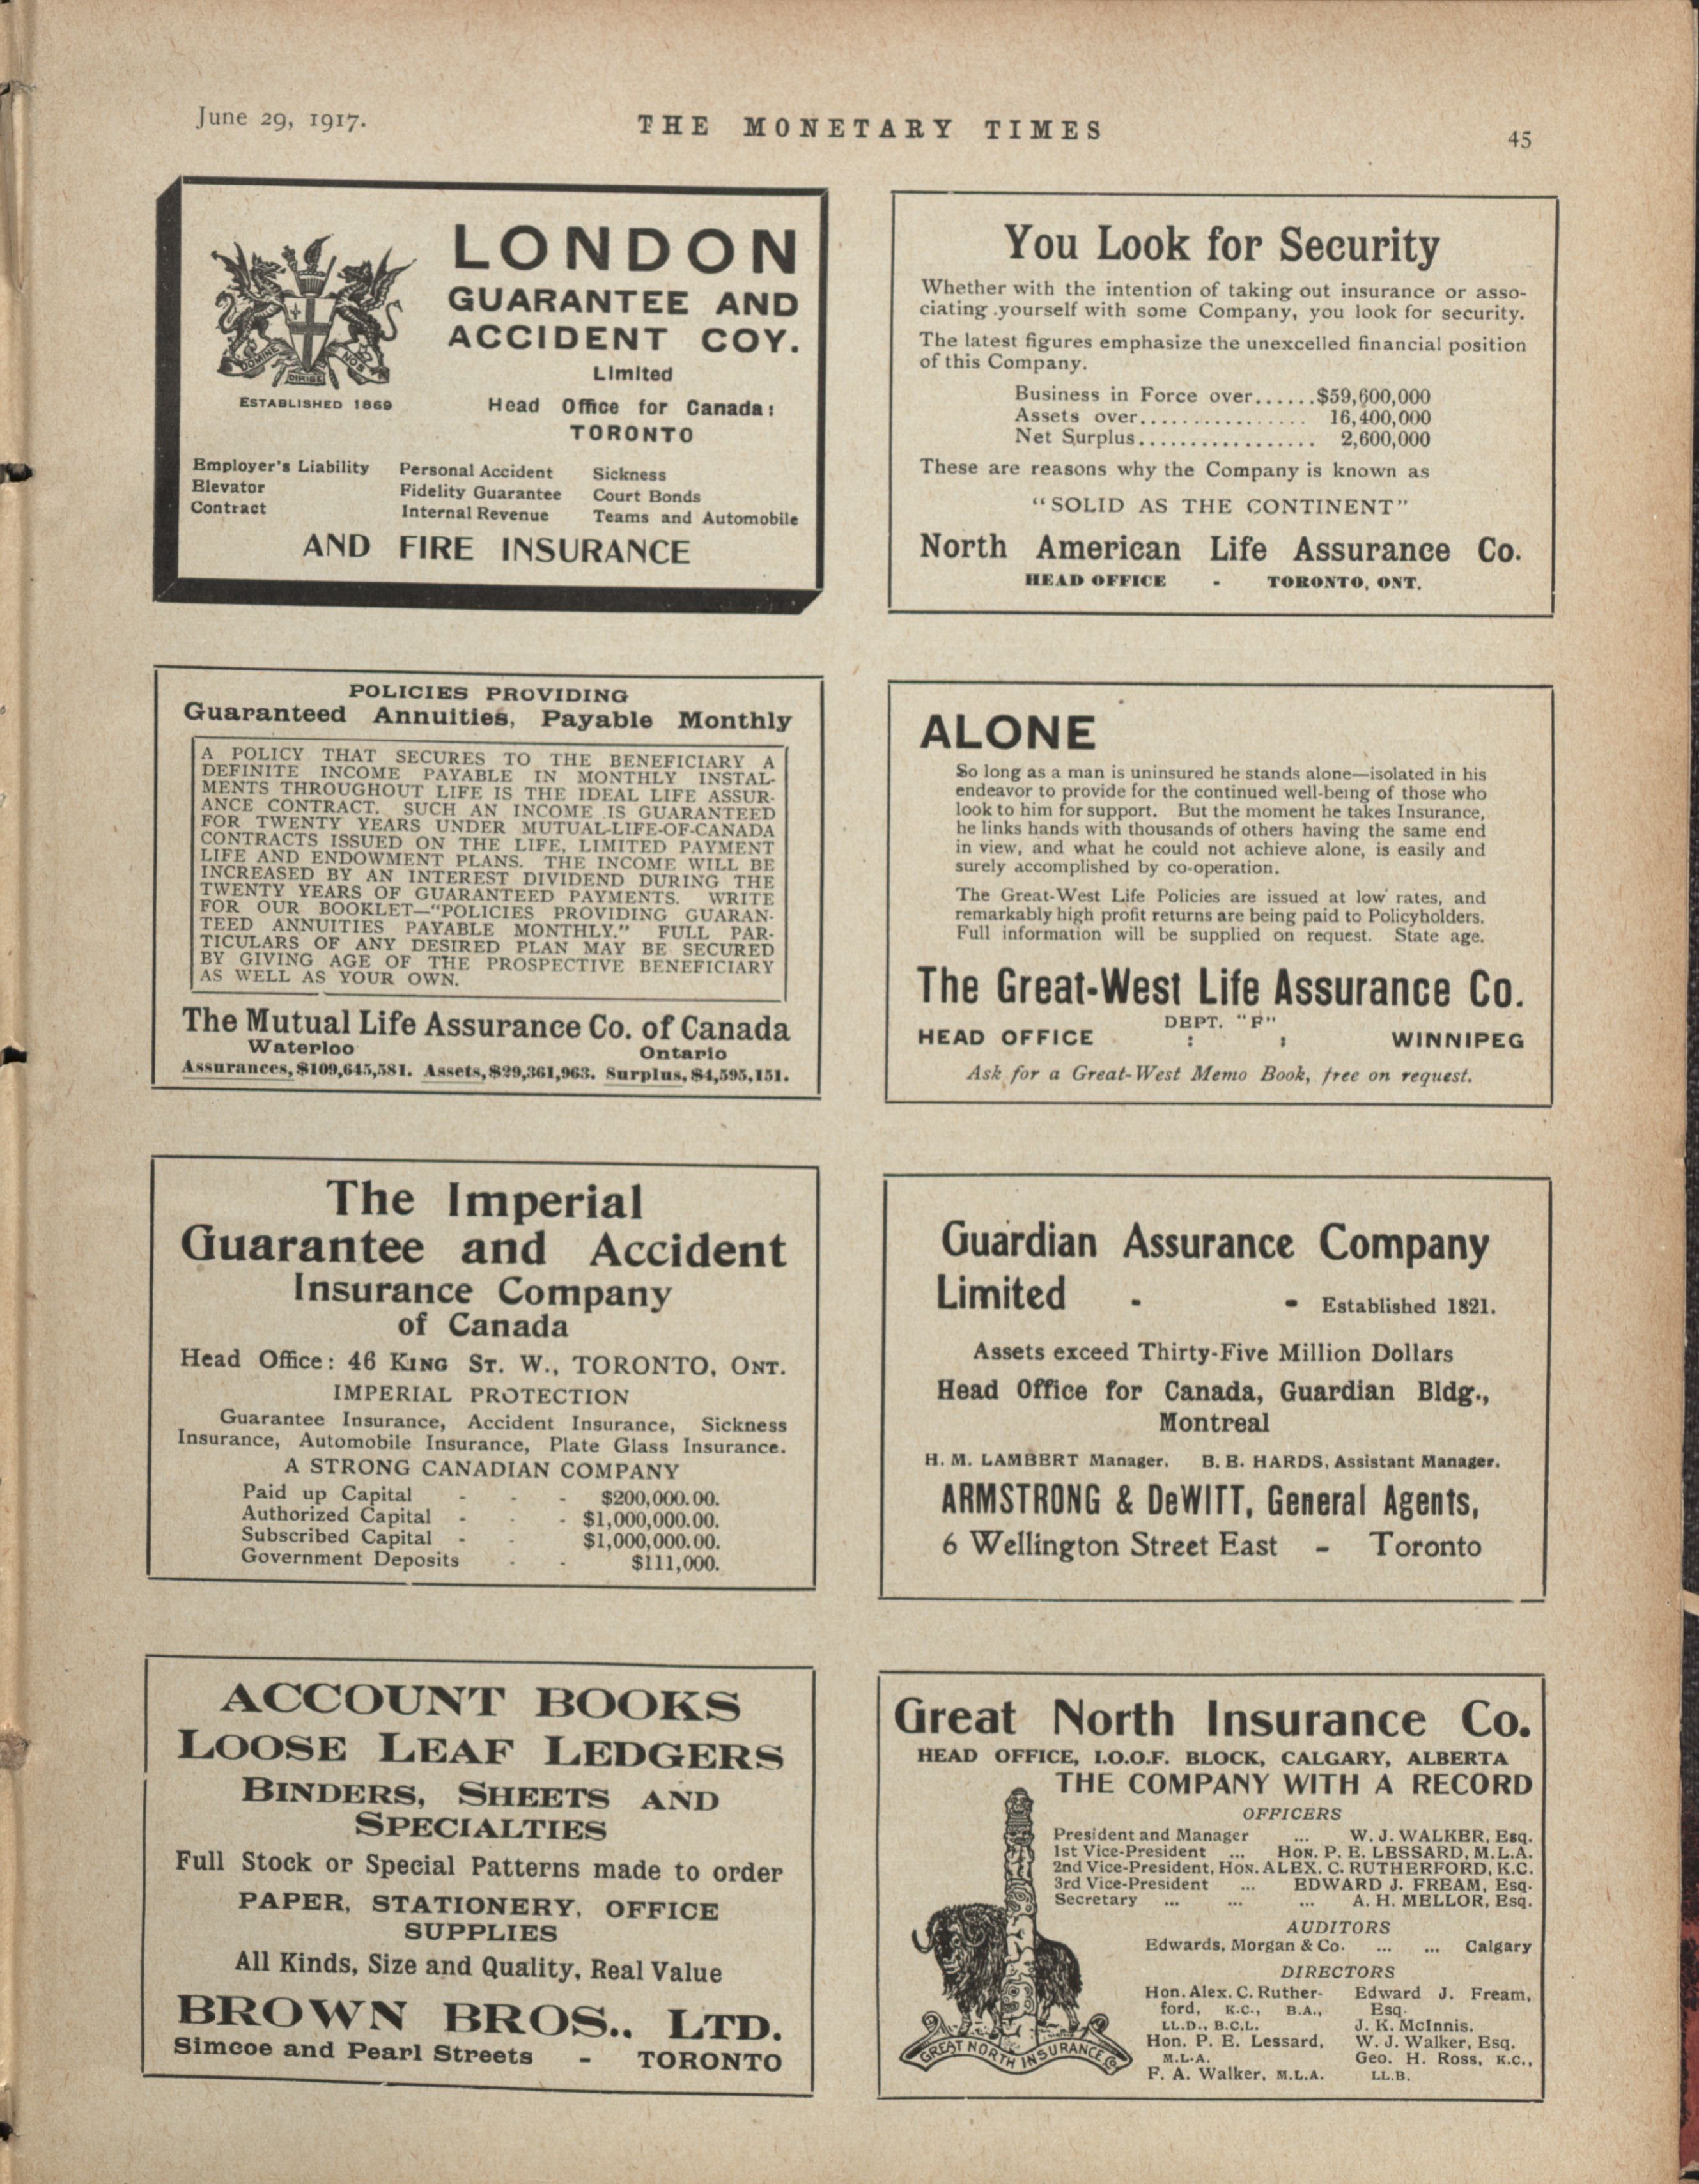 June 29, 1917.
THE MONETARY TIMES
45
LONDON
GUARANTEE AND
ACCIDENT COY.
Limited
DOMINE
DIRIGE
NOS
ESTABLISHED 1869
Head Office for Canada:
TORONTO
Employer's Liability Personal Accident Sickness
Elevator Fidelity Guarantee Court Bonds
Contract Internal Revenue Teams and Automobile
AND FIRE INSURANCE
You Look for Security
Whether with the intention of taking out insurance or asso-
ciating yourself with some Company, you look for security.
The latest figures emphasize the unexcelled financial position
of this Company.
Business in Force over......$59,600,000
Assets over................ 16,400,000
Net Surplus................. 2,600,000
These are reasons why the Company is known as
"SOLID AS THE CONTINENT"
North American Life Assurance Co.
HEAD OFFICE - TORONTO, ONT.
POLICIES PROVIDING
Guaranteed Annuities, Payable Monthly
A POLICY THAT SECURES TO THE BENEFICIARY A
DEFINITE INCOME PAYABLE IN MONTHLY INSTAL-
MENTS THROUGHOUT LIFE IS THE IDEAL LIFE ASSUR-
ANCE CONTRACT. SUCH AN INCOME IS GUARANTEED
FOR TWENTY YEARS UNDER MUTUAL-LIFE-OF-CANADA
CONTRACTS ISSUED ON THE LIFE, LIMITED PAYMENT
LIFE AND ENDOWMENT PLANS. THE INCOME WILL BE
INCREASED BY AN INTEREST DIVIDEND DURING THE
TWENTY YEARS OF GUARANTEED PAYMENTS. WRITE
FOR OUR BOOKLET—"POLICIES PROVIDING GUARAN-
TEED ANNUITIES PAYABLE MONTHLY." FULL PAR-
TICULARS OF ANY DESIRED PLAN MAY BE SECURED
BY GIVING AGE OF THE PROSPECTIVE BENEFICIARY
AS WELL AS YOUR OWN.
The Mutual Life Assurance Co. of Canada
Waterloo Ontario
Assurances, $109,645,581. Assets, $29,361,963. Surplus, $4,595,151.
ALONE
So long as a man is uninsured he stands alone—isolated in his
endeavor to provide for the continued well-being of those who
look to him for support. But the moment he takes Insurance,
he links hands with thousands of others having the same end
in view, and what he could not achieve alone, is easily and
surely accomplished by co-operation.
The Great-West Life Policies are issued at low rates, and
remarkably high profit returns are being paid to Policyholders.
Full information will be supplied on request. State age.
The Great-West Life Assurance Co.
DEPT. "F"
HEAD OFFICE : : WINNIPEG
Ask for a Great-West Memo Book, free on request.
The Imperial
Guarantee and Accident
Insurance Company
of Canada
Head Office: 46 KING ST. W., TORONTO, ONT.
IMPERIAL PROTECTION
Guarantee Insurance, Accident Insurance, Sickness
Insurance, Automobile Insurance, Plate Glass Insurance.
A STRONG CANADIAN COMPANY
Paid up Capital - - - $200,000.00.
Authorized Capital - - - $1,000,000.00.
Subscribed Capital - - $1,000,000.00.
Government Deposits - - $111,000.
Guardian Assurance Company
Limited - - Established 1821.
Assets exceed Thirty-Five Million Dollars
Head Office for Canada, Guardian Bldg.,
Montreal
H. M. LAMBERT Manager. B. E. HARDS, Assistant Manager.
ARMSTRONG & DeWITT, General Agents,
6 Wellington Street East - Toronto
ACCOUNT BOOKS
LOOSE LEAF LEDGERS
BINDERS, SHEETS AND
SPECIALTIES
Full Stock or Special Patterns made to order
PAPER, STATIONERY, OFFICE
SUPPLIES
All Kinds, Size and Quality, Real Value
BROWN BROS., LTD.
Simcoe and Pearl Streets - TORONTO
Great North Insurance Co.
HEAD OFFICE, I.O.O.F. BLOCK, CALGARY, ALBERTA
THE COMPANY WITH A RECORD
OFFICERS
President and Manager ... W. J. WALKER, Esq.
1st Vice-President ... HON. P. E. LESSARD, M.L.A.
2nd Vice-President, HON. ALEX. C. RUTHERFORD, K.C.
3rd Vice-President ... EDWARD J. FREAM, Esq.
Secretary ... ... ... A. H. MELLOR, Esq.
AUDITORS
Edwards, Morgan & Co. ... ... Calgary
DIRECTORS
Hon. Alex. C. Ruther- Edward J. Fream,
ford, K.C., B.A., Esq.
LL.D., B.C.L. J. K. McInnis.
Hon. P. E. Lessard, W. J. Walker, Esq.
M.L.A. Geo. H. Ross, K.C.,
F. A. Walker, M.L.A. LL.B.
GREAT NORTH INSURANCE Co